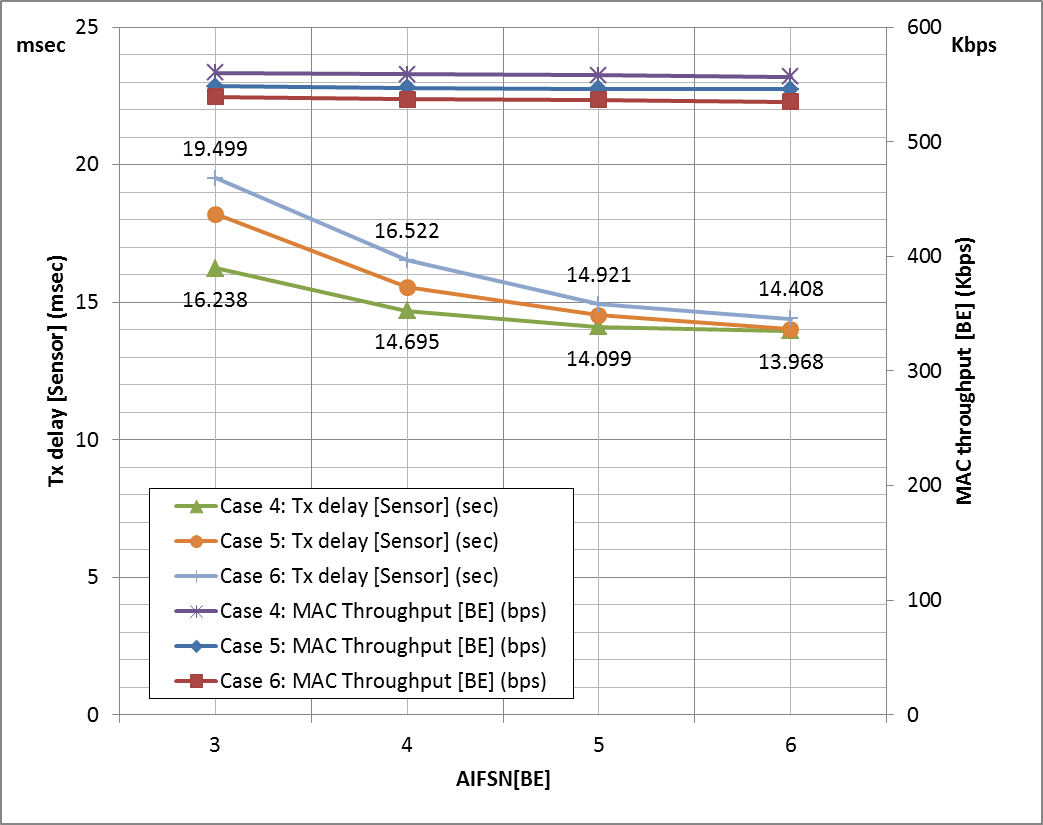 25
600
msec
Kbps
500
19.499
20
16.522
400
14.921
14.408
15
16.238
14.695
14.099
13.968
300
10
200
5
100
0
0
Tx delay [Sensor] (msec)
MAC throughput [BE] (Kbps)
Case 4: Tx delay [Sensor] (sec)
Case 5: Tx delay [Sensor] (sec)
Case 6: Tx delay [Sensor] (sec)
Case 4: MAC Throughput [BE] (bps)
Case 5: MAC Throughput [BE] (bps)
Case 6: MAC Throughput [BE] (bps)
3
4
5
6
AIFSN[BE]